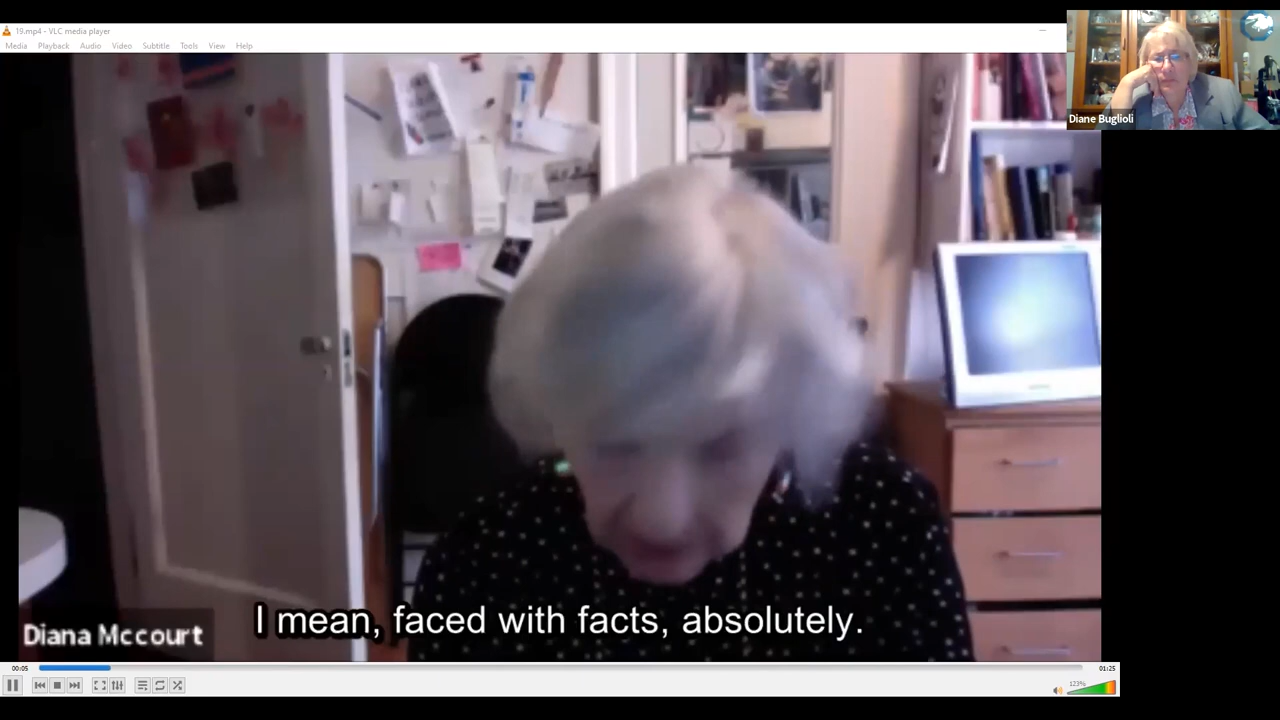 19.mp4 - VLC media player
Media Playback Audio Video Subtitle Tools View Help
Diane Buglioli
I mean, faced with facts, absolutely.
Diana Mccourt
00:05
01:25
123%